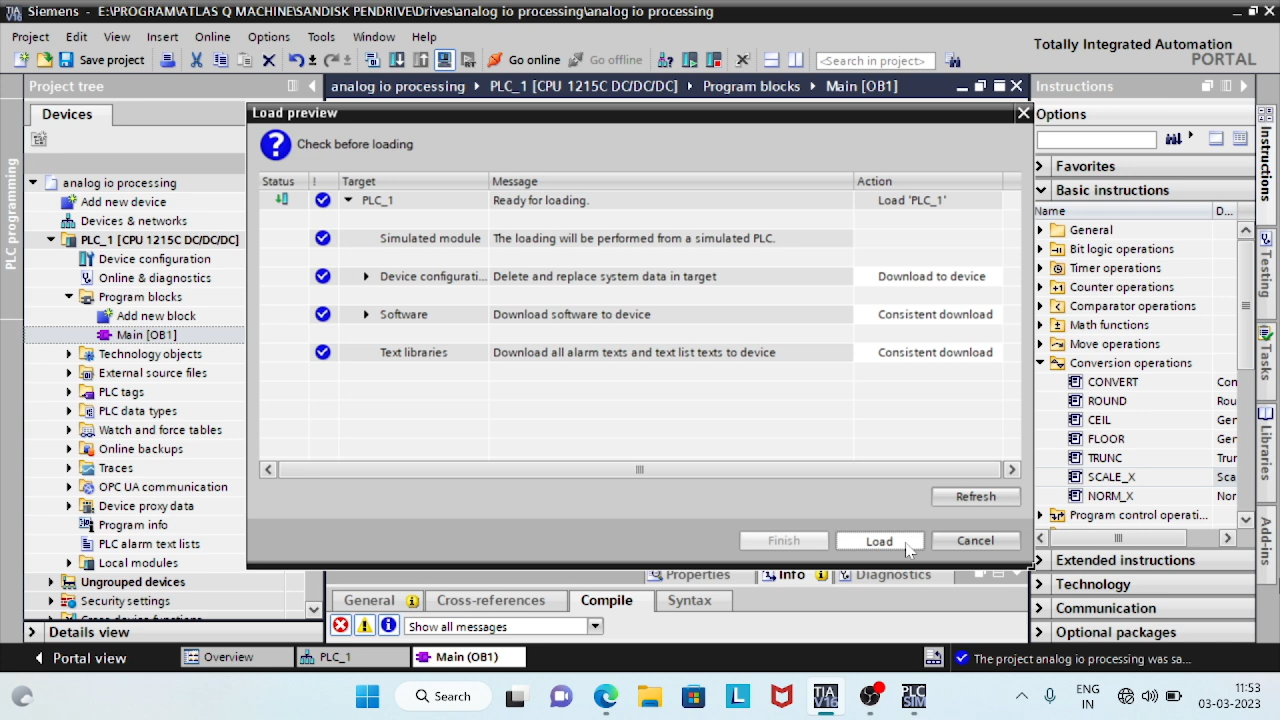 Siemens - E:\PROGRAM\ATLAS Q MACHINE\SANDISK PENDRIVE\Drives\analog io processing\analog io processing
Project Edit View Insert Online Options Tools Window Help
Totally Integrated Automation
PORTAL
Save project
Go online
Go offline
<Search in project>
Project tree
analog io processing PLC_1 [CPU 1215C DC/DC/DC] Program blocks Main [OB1]
Instructions
Devices
Options
PLC programming
analog io processing
Add new device
Devices & networks
PLC_1 [CPU 1215C DC/DC/DC]
Device configuration
Online & diagnostics
Program blocks
Add new block
Main [OB1]
Technology objects
External source files
PLC tags
PLC data types
Watch and force tables
Online backups
Traces
OPC UA communication
Device proxy data
Program info
PLC alarm text lists
Local modules
Ungrouped devices
Security settings
Details view
Load preview
Check before loading
Status ! Target Message Action
PLC_1 Ready for loading. Load 'PLC_1'
Simulated module The loading will be performed from a simulated PLC.
Device configurati... Delete and replace system data in target Download to device
Software Download software to device Consistent download
Text libraries Download all alarm texts and text list texts to device Consistent download
Refresh
Finish Load Cancel
Properties Info Diagnostics
General Cross-references Compile Syntax
Show all messages
Favorites
Basic instructions
Name D...
General
Bit logic operations
Timer operations
Counter operations
Comparator operations
Math functions
Move operations
Conversion operations
CONVERT Con
ROUND Rou
CEIL Ger
FLOOR Ger
TRUNC Trur
SCALE_X Sca
NORM_X Nor
Program control operati...
Extended instructions
Technology
Communication
Optional packages
Instructions
Testing
Tasks
Libraries
Add-ins
Portal view Overview PLC_1 Main (OB1) The project analog io processing was sa...
Search
TIA V16
PLC SIM
ENG
IN
11:53
03-03-2023